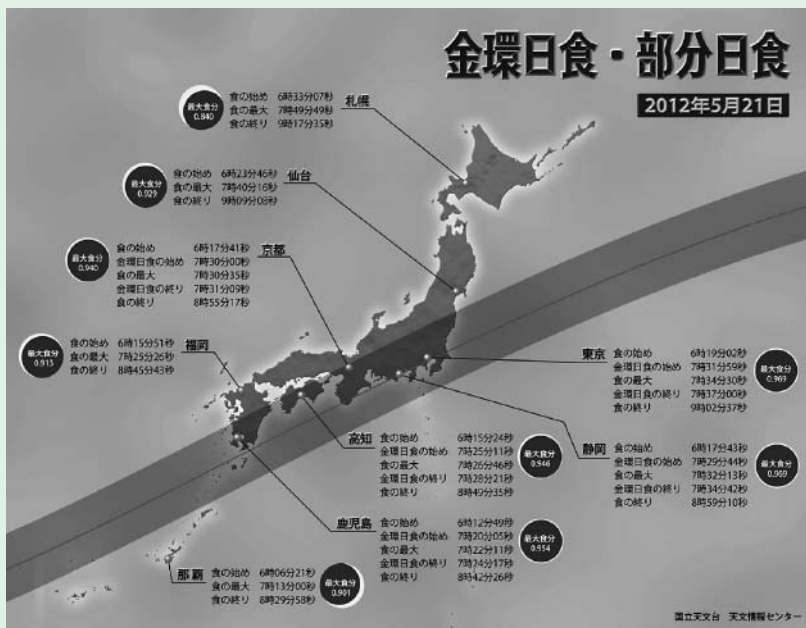 金環日食・部分日食
2012年5月21日
札幌
最大食分
0.840
食の始め 6時33分07秒
食の最大 7時49分49秒
食の終り 9時17分35秒
仙台
最大食分
0.929
食の始め 6時23分46秒
食の最大 7時40分16秒
食の終り 9時09分08秒
京都
最大食分
0.940
食の始め 6時17分41秒
金環日食の始め 7時30分00秒
食の最大 7時30分35秒
金環日食の終り 7時31分09秒
食の終り 8時55分17秒
福岡
最大食分
0.913
食の始め 6時15分51秒
食の最大 7時25分26秒
食の終り 8時45分43秒
東京
食の始め 6時19分02秒
金環日食の始め 7時31分59秒
食の最大 7時34分30秒
金環日食の終り 7時37分00秒
食の終り 9時02分37秒
最大食分
0.969
高知
食の始め 6時15分24秒
金環日食の始め 7時25分11秒
食の最大 7時26分46秒
金環日食の終り 7時28分21秒
食の終り 8時49分35秒
最大食分
0.946
静岡
食の始め 6時17分43秒
金環日食の始め 7時29分44秒
食の最大 7時32分13秒
金環日食の終り 7時34分42秒
食の終り 8時59分10秒
最大食分
0.969
鹿児島
食の始め 6時12分49秒
金環日食の始め 7時20分05秒
食の最大 7時22分11秒
金環日食の終り 7時24分17秒
食の終り 8時42分26秒
最大食分
0.954
那覇
食の始め 6時06分21秒
食の最大 7時13分00秒
食の終り 8時29分58秒
最大食分
0.901
国立天文台 天文情報センター